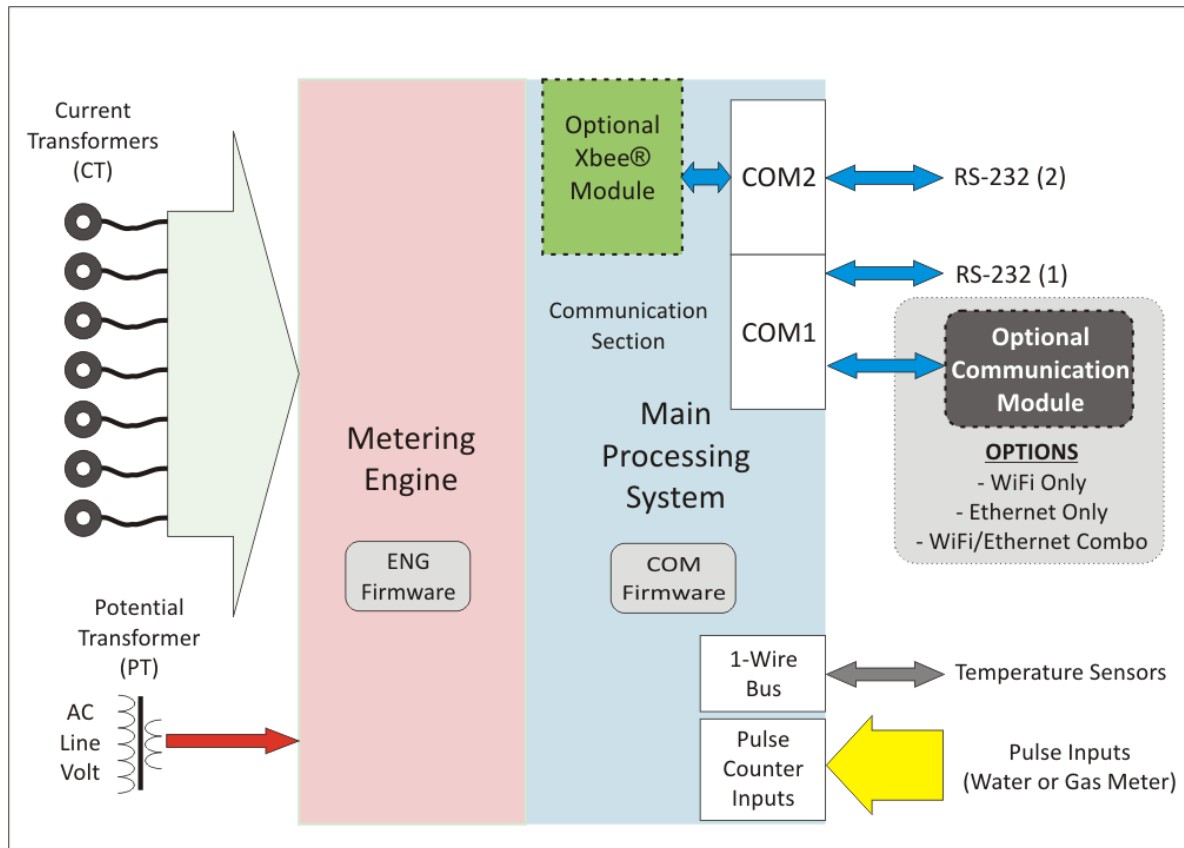 Current
Transformers
(CT)
Potential
Transformer
(PT)
AC
Line
Volt
Metering
Engine
ENG
Firmware
Optional
Xbee®
Module
Communication
Section
Main
Processing
System
COM
Firmware
COM2
COM1
1-Wire
Bus
Pulse
Counter
Inputs
RS-232 (2)
RS-232 (1)
Optional
Communication
Module
OPTIONS
- WiFi Only
- Ethernet Only
- WiFi/Ethernet Combo
Temperature Sensors
Pulse Inputs
(Water or Gas Meter)